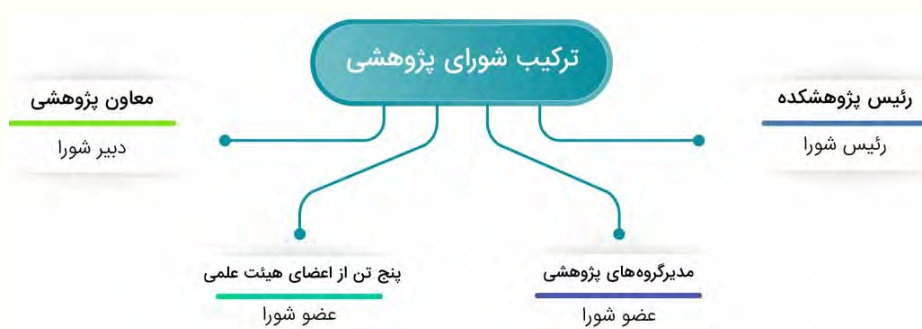 ترکیب شورای پژوهشی
رئیس پژوهشکده
رئیس شورا
معاون پژوهشی
دبیر شورا
مدیرگروه‌های پژوهشی
عضو شورا
پنج تن از اعضای هیئت علمی
عضو شورا